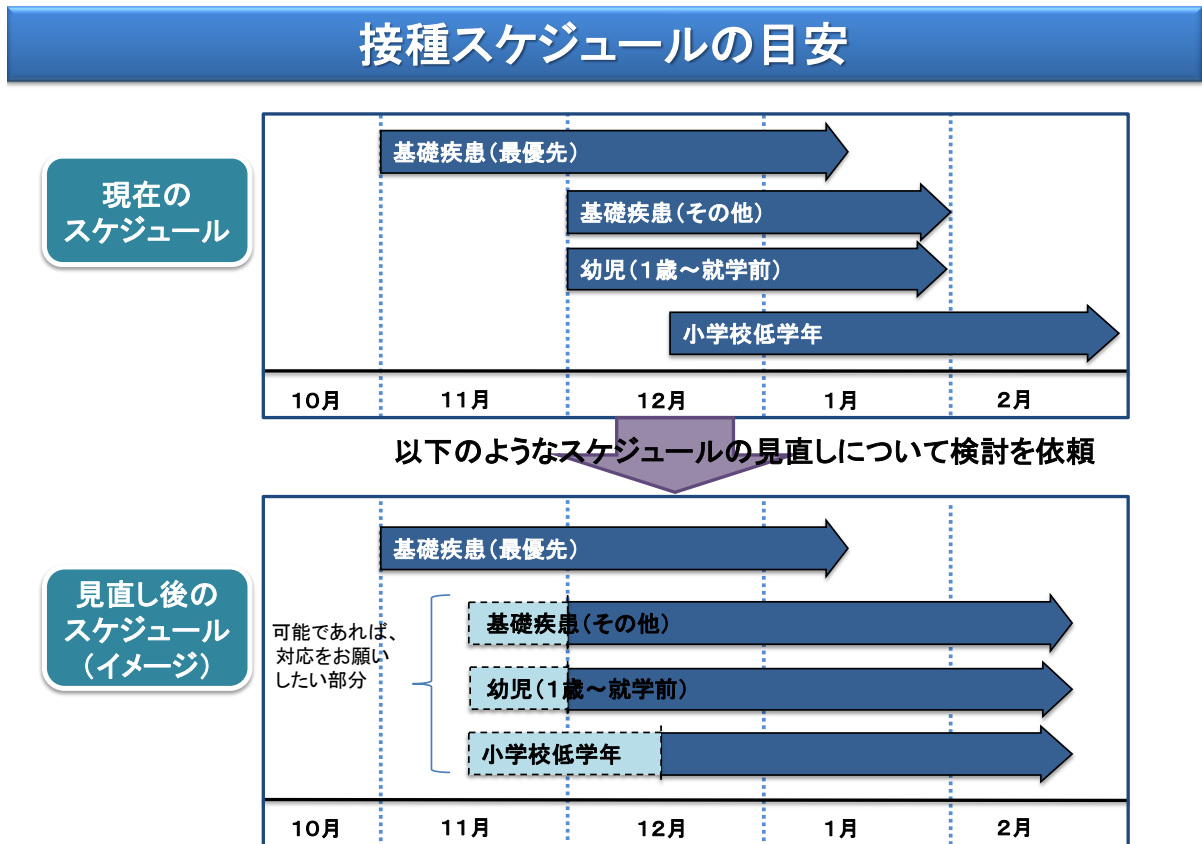 接種スケジュールの目安
現在の
スケジュール
基礎疾患（最優先）
基礎疾患（その他）
幼児（１歳～就学前）
小学校低学年
10月 11月 12月 1月 2月
以下のようなスケジュールの見直しについて検討を依頼
見直し後の
スケジュール
（イメージ）
可能であれば、
対応をお願い
したい部分
基礎疾患（最優先）
基礎疾患（その他）
幼児（１歳～就学前）
小学校低学年
10月 11月 12月 1月 2月